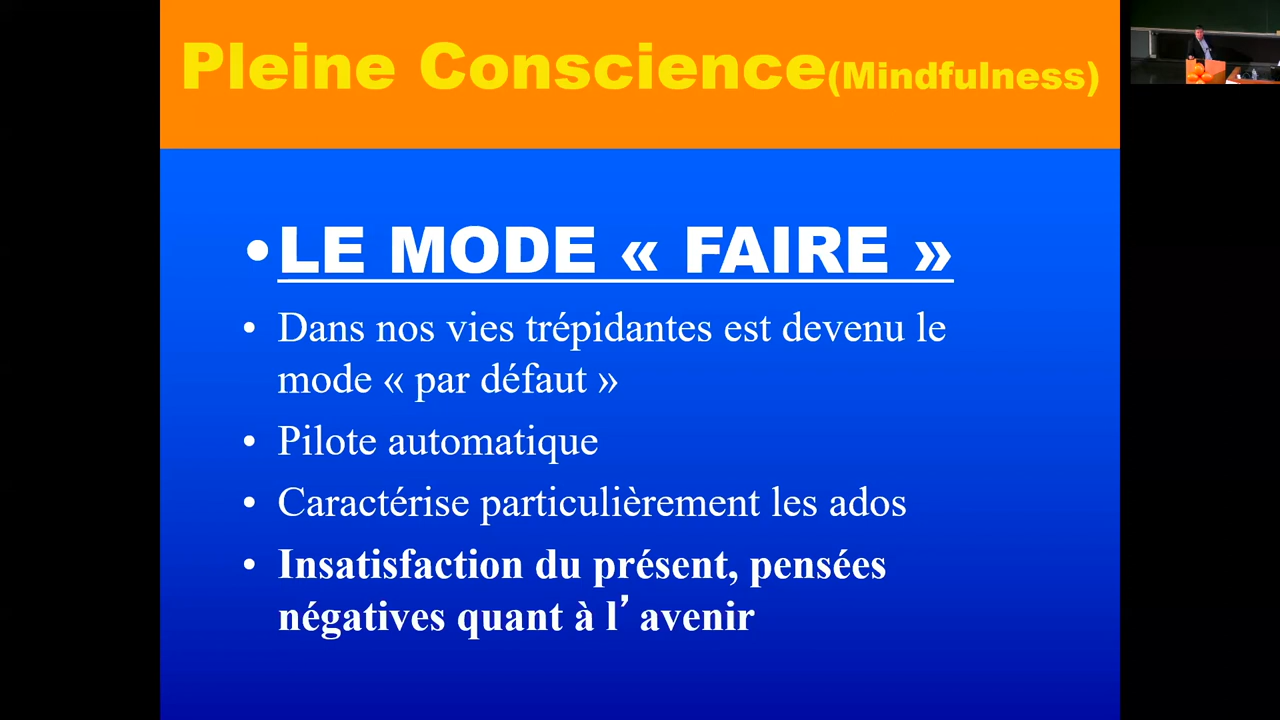 Pleine Conscience(Mindfulness)
•LE MODE « FAIRE »
• Dans nos vies trépidantes est devenu le
mode « par défaut »
• Pilote automatique
• Caractérise particulièrement les ados
• Insatisfaction du présent, pensées
négatives quant à l’ avenir